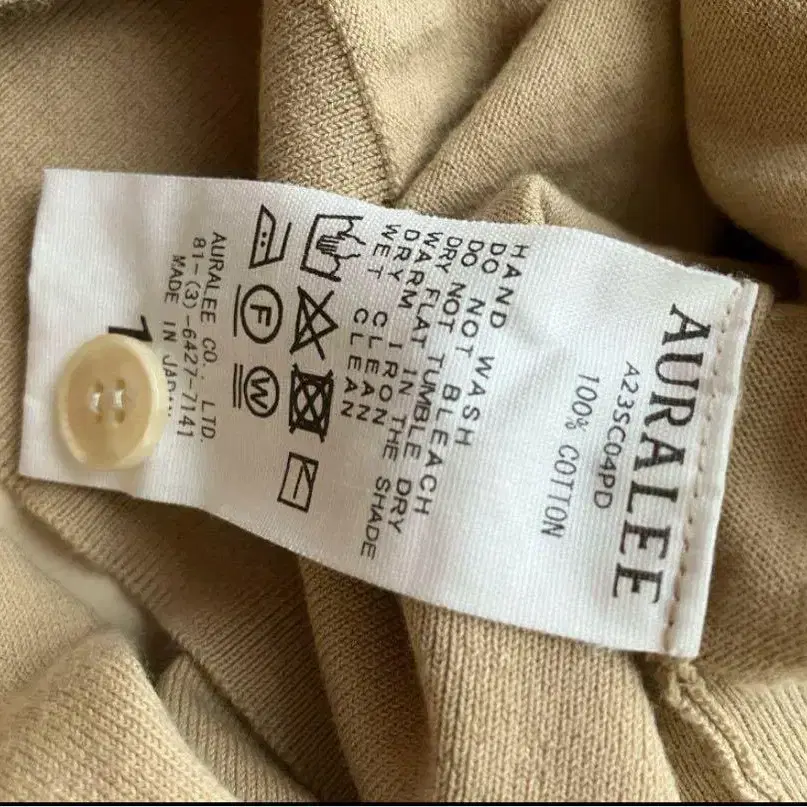 AURALEE
A23SC04PD
100% COTTON
HAND WASH
DO NOT BLEACH
DO NOT TUMBLE DRY
DRY FLAT IN THE SHADE
WARM IRON
DRY CLEAN
WET CLEAN
F
W
AURALEE CO., LTD.
81-(3)-6427-7141
MADE IN JAPAN
1